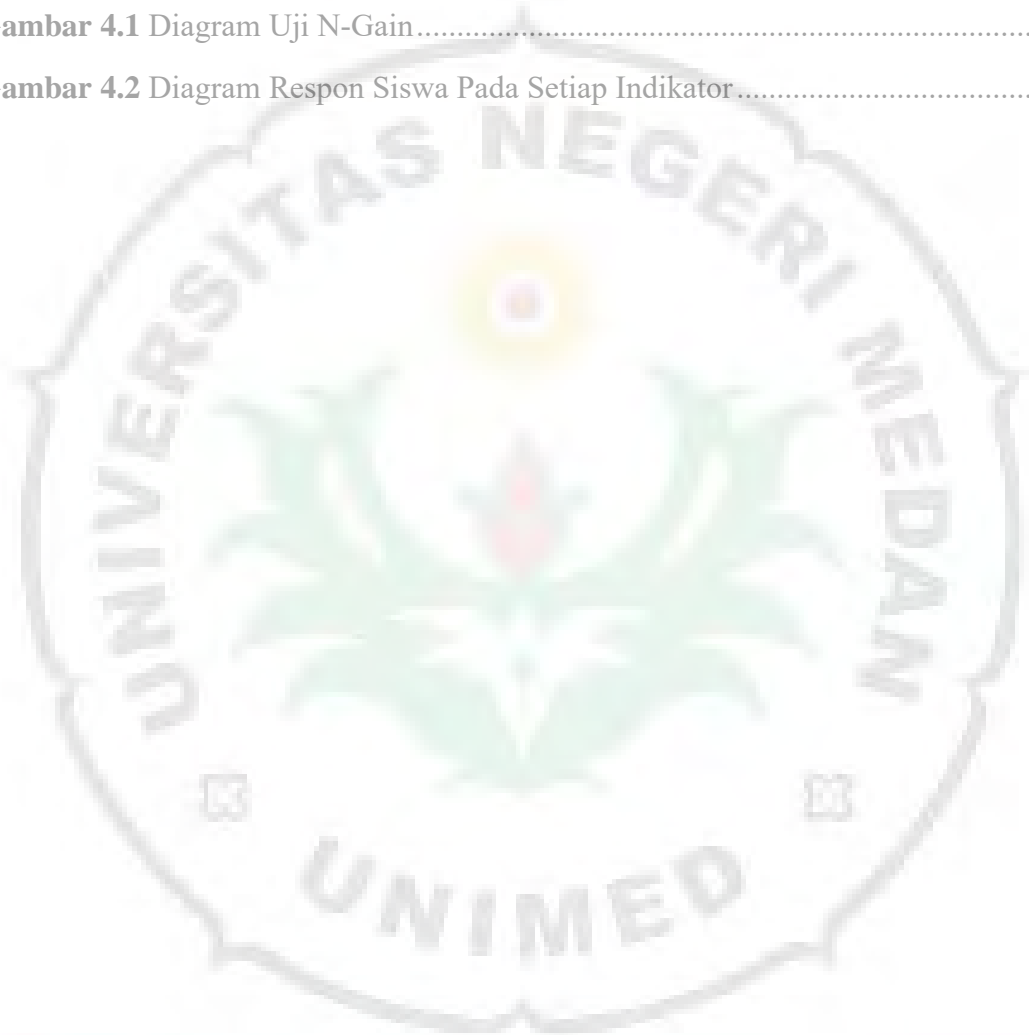 ambar 4.1 Diagram Uji N-Gain........................................................................................
ambar 4.2 Diagram Respon Siswa Pada Setiap Indikator..........................................
UNIVERSITAS NEGERI MEDAN
UNIMED